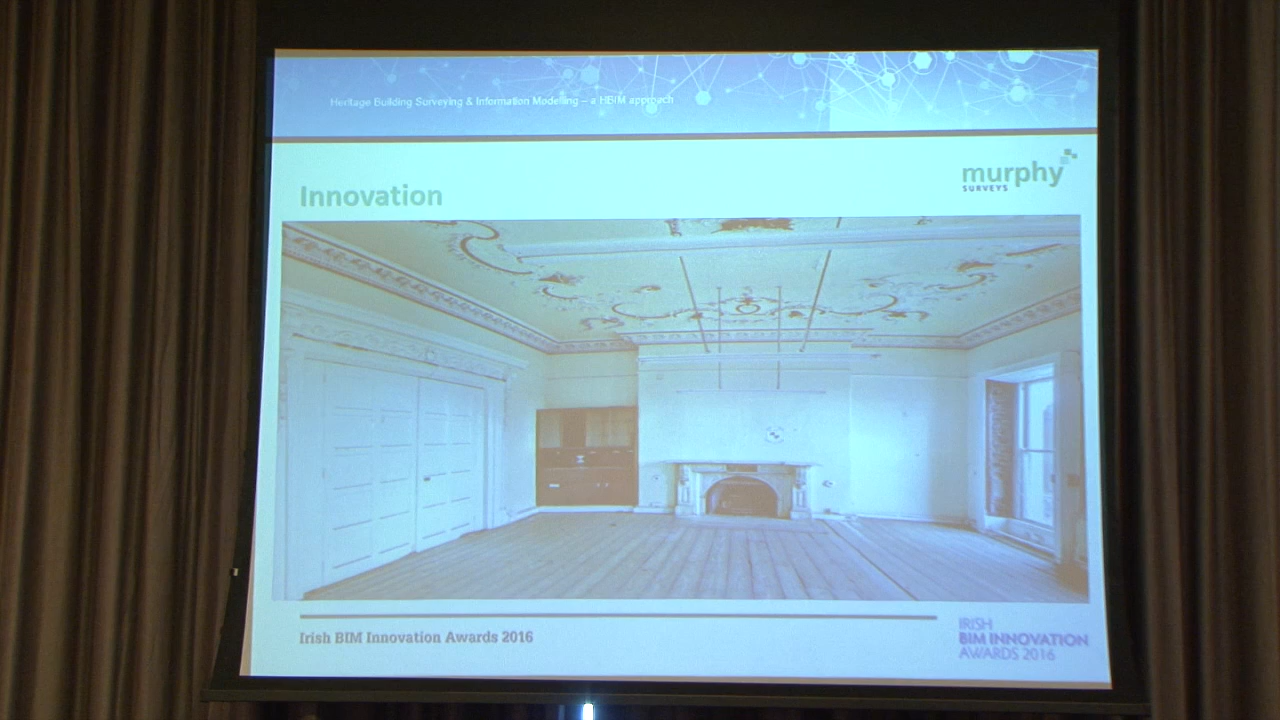 Heritage Building Surveying & Information Modelling – a HBIM approach
murphy
SURVEYS
Innovation
Irish BIM Innovation Awards 2016
IRISH
BIM INNOVATION
AWARDS 2016